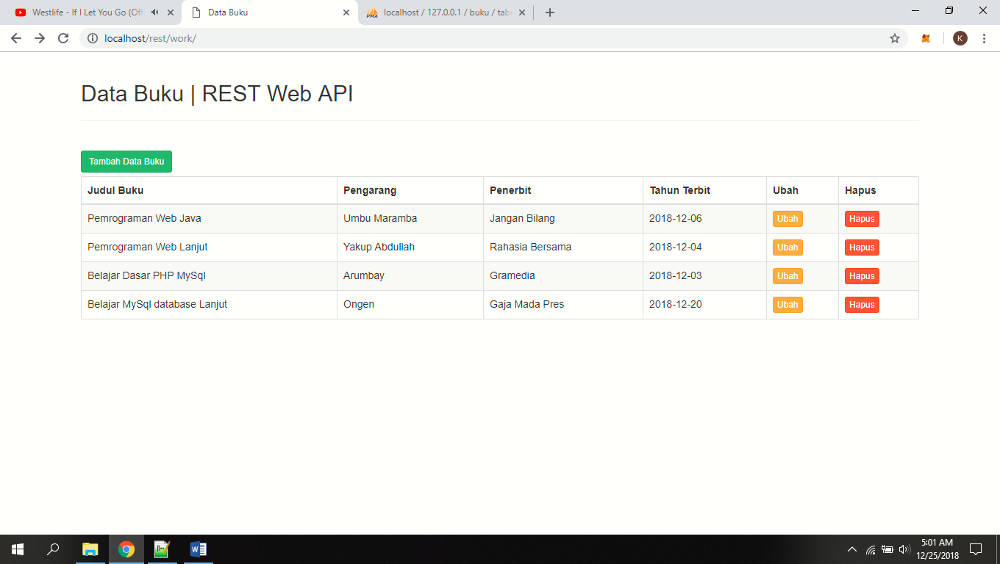 Westlife - If I Let You Go (Off
Data Buku
localhost / 127.0.0.1 / buku / tab
localhost/rest/work/
K
Data Buku | REST Web API
Tambah Data Buku
Judul Buku Pengarang Penerbit Tahun Terbit Ubah Hapus
Pemrograman Web Java Umbu Maramba Jangan Bilang 2018-12-06 Ubah Hapus
Pemrograman Web Lanjut Yakup Abdullah Rahasia Bersama 2018-12-04 Ubah Hapus
Belajar Dasar PHP MySql Arumbay Gramedia 2018-12-03 Ubah Hapus
Belajar MySql database Lanjut Ongen Gaja Mada Pres 2018-12-20 Ubah Hapus
5:01 AM
12/25/2018